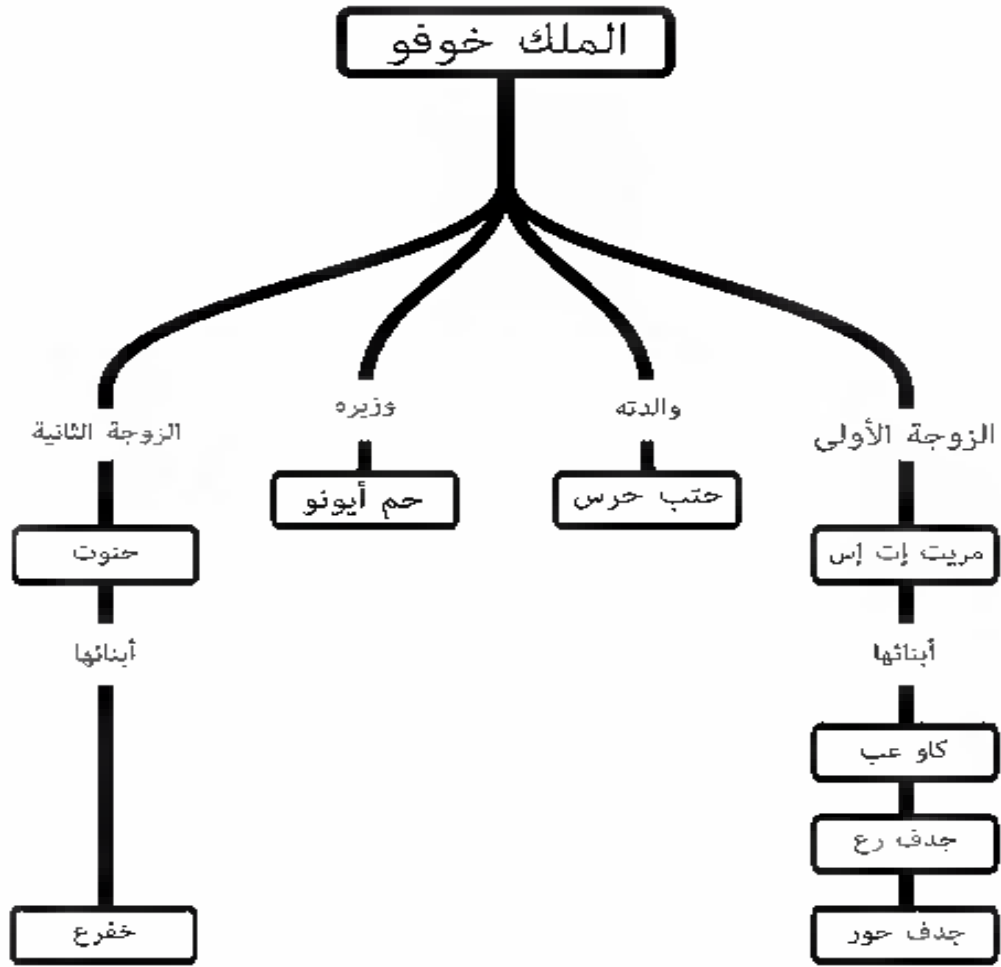 الملك خوفو
الزوجة الأولى
والدته
وزيره
الزوجة الثانية
مريت إت إس
حتب حرس
حم أيونو
حنوت
أبنائها
أبنائها
كاو عب
جدف رع
جدف حور
خفرع